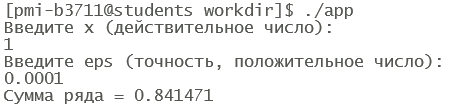 [pmi-b3711@students workdir]$ ./app
Введите x (действительное число):
1
Введите eps (точность, положительное число):
0.0001
Сумма ряда = 0.841471